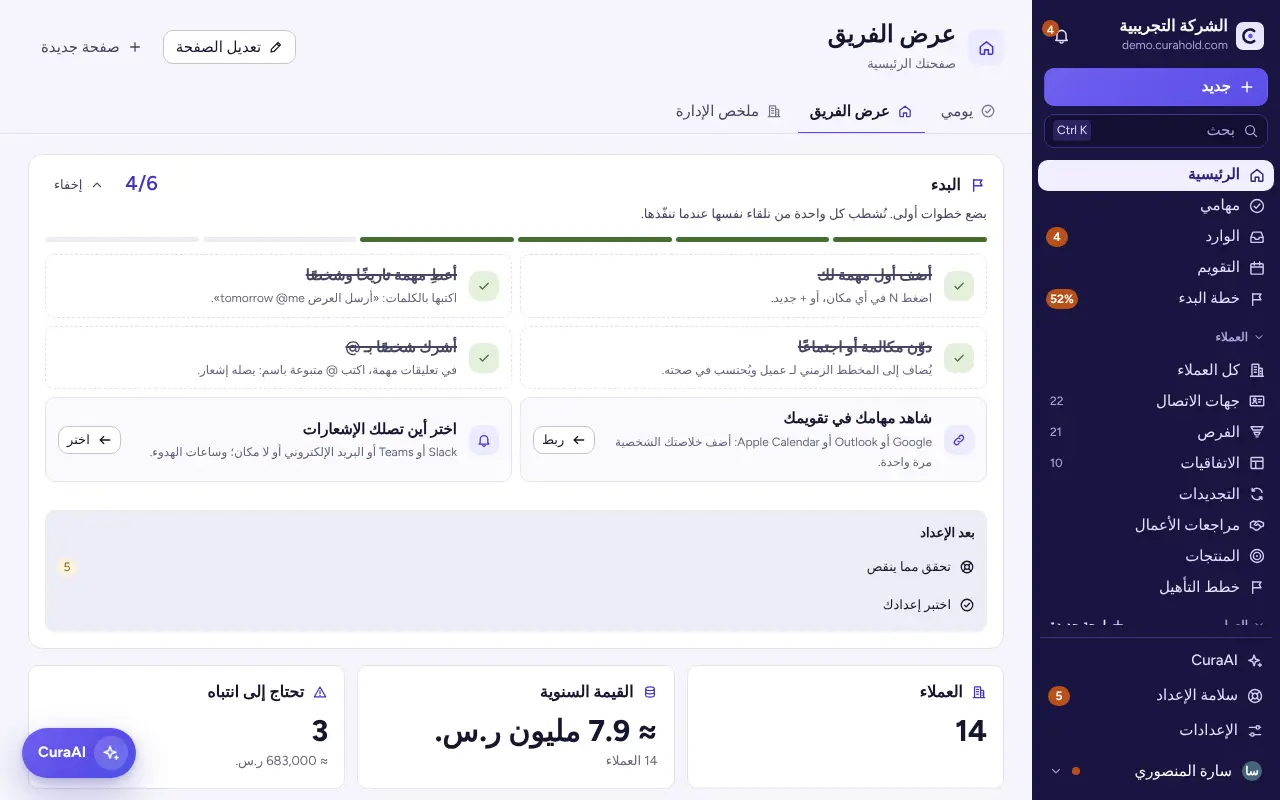 الشركة التجريبية
demo.curahold.com
4
جديد
بحث
Ctrl K
الرئيسية
مهامي
الوارد
4
التقويم
خطة البدء
52%
العملاء
كل العملاء
جهات الاتصال
22
الفرص
21
الاتفاقيات
10
التجديدات
مراجعات الأعمال
المنتجات
خطط التأهيل
CuraAI
سلامة الإعداد
5
الإعدادات
سا
سارة المنصوري
عرض الفريق
صفحتك الرئيسية
تعديل الصفحة
صفحة جديدة
يومي
عرض الفريق
ملخص الإدارة
البدء
4/6
إخفاء
بضع خطوات أولى. تُشطب كل واحدة من تلقاء نفسها عندما تنفّذها.
أضف أول مهمة لك
اضغط N في أي مكان، أو + جديد.
أعطِ مهمة تاريخًا وشخصًا
اكتبها بالكلمات: «أرسل العرض tomorrow @me».
دوّن مكالمة أو اجتماعًا
يُضاف إلى المخطط الزمني لـ عميل ويُحتسب في صحته.
أشرك شخصًا بـ @
في تعليقات مهمة، اكتب @ متبوعة باسم: يصله إشعار.
شاهد مهامك في تقويمك
Google أو Outlook أو Apple Calendar: أضف خلاصتك الشخصية
مرة واحدة.
ربط
اختر أين تصلك الإشعارات
Slack أو Teams أو البريد الإلكتروني أو لا مكان؛ وساعات الهدوء.
اختر
بعد الإعداد
تحقق مما ينقص
5
اختبر إعدادك
العملاء
14
القيمة السنوية
≈ 7.9 مليون ر.س.
14 العملاء
تحتاج إلى انتباه
3
≈ 683,000 ر.س.
CuraAI